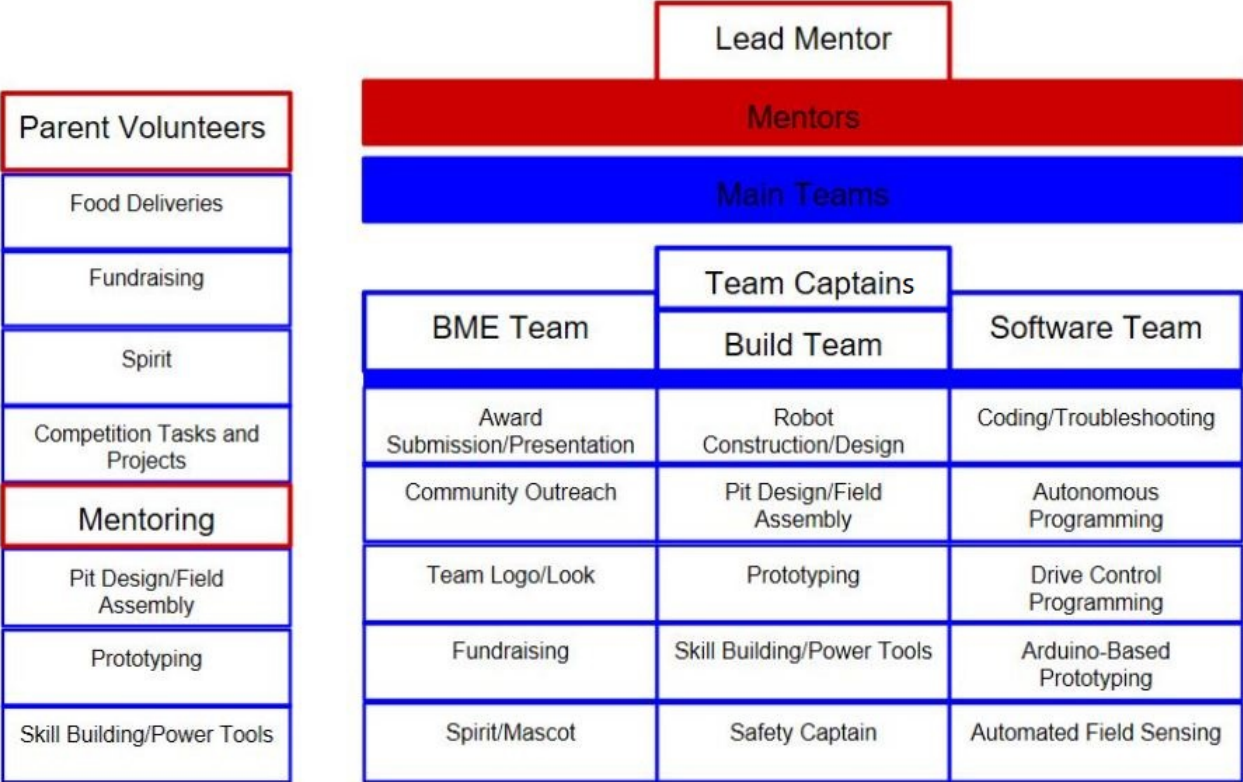 Lead Mentor
Mentors
Main Teams
Parent Volunteers
Food Deliveries
Fundraising
Spirit
Competition Tasks and
Projects
Mentoring
Pit Design/Field
Assembly
Prototyping
Skill Building/Power Tools
Team Captains
BME Team
Award
Submission/Presentation
Community Outreach
Team Logo/Look
Fundraising
Spirit/Mascot
Build Team
Robot
Construction/Design
Pit Design/Field
Assembly
Prototyping
Skill Building/Power Tools
Safety Captain
Software Team
Coding/Troubleshooting
Autonomous
Programming
Drive Control
Programming
Arduino-Based
Prototyping
Automated Field Sensing